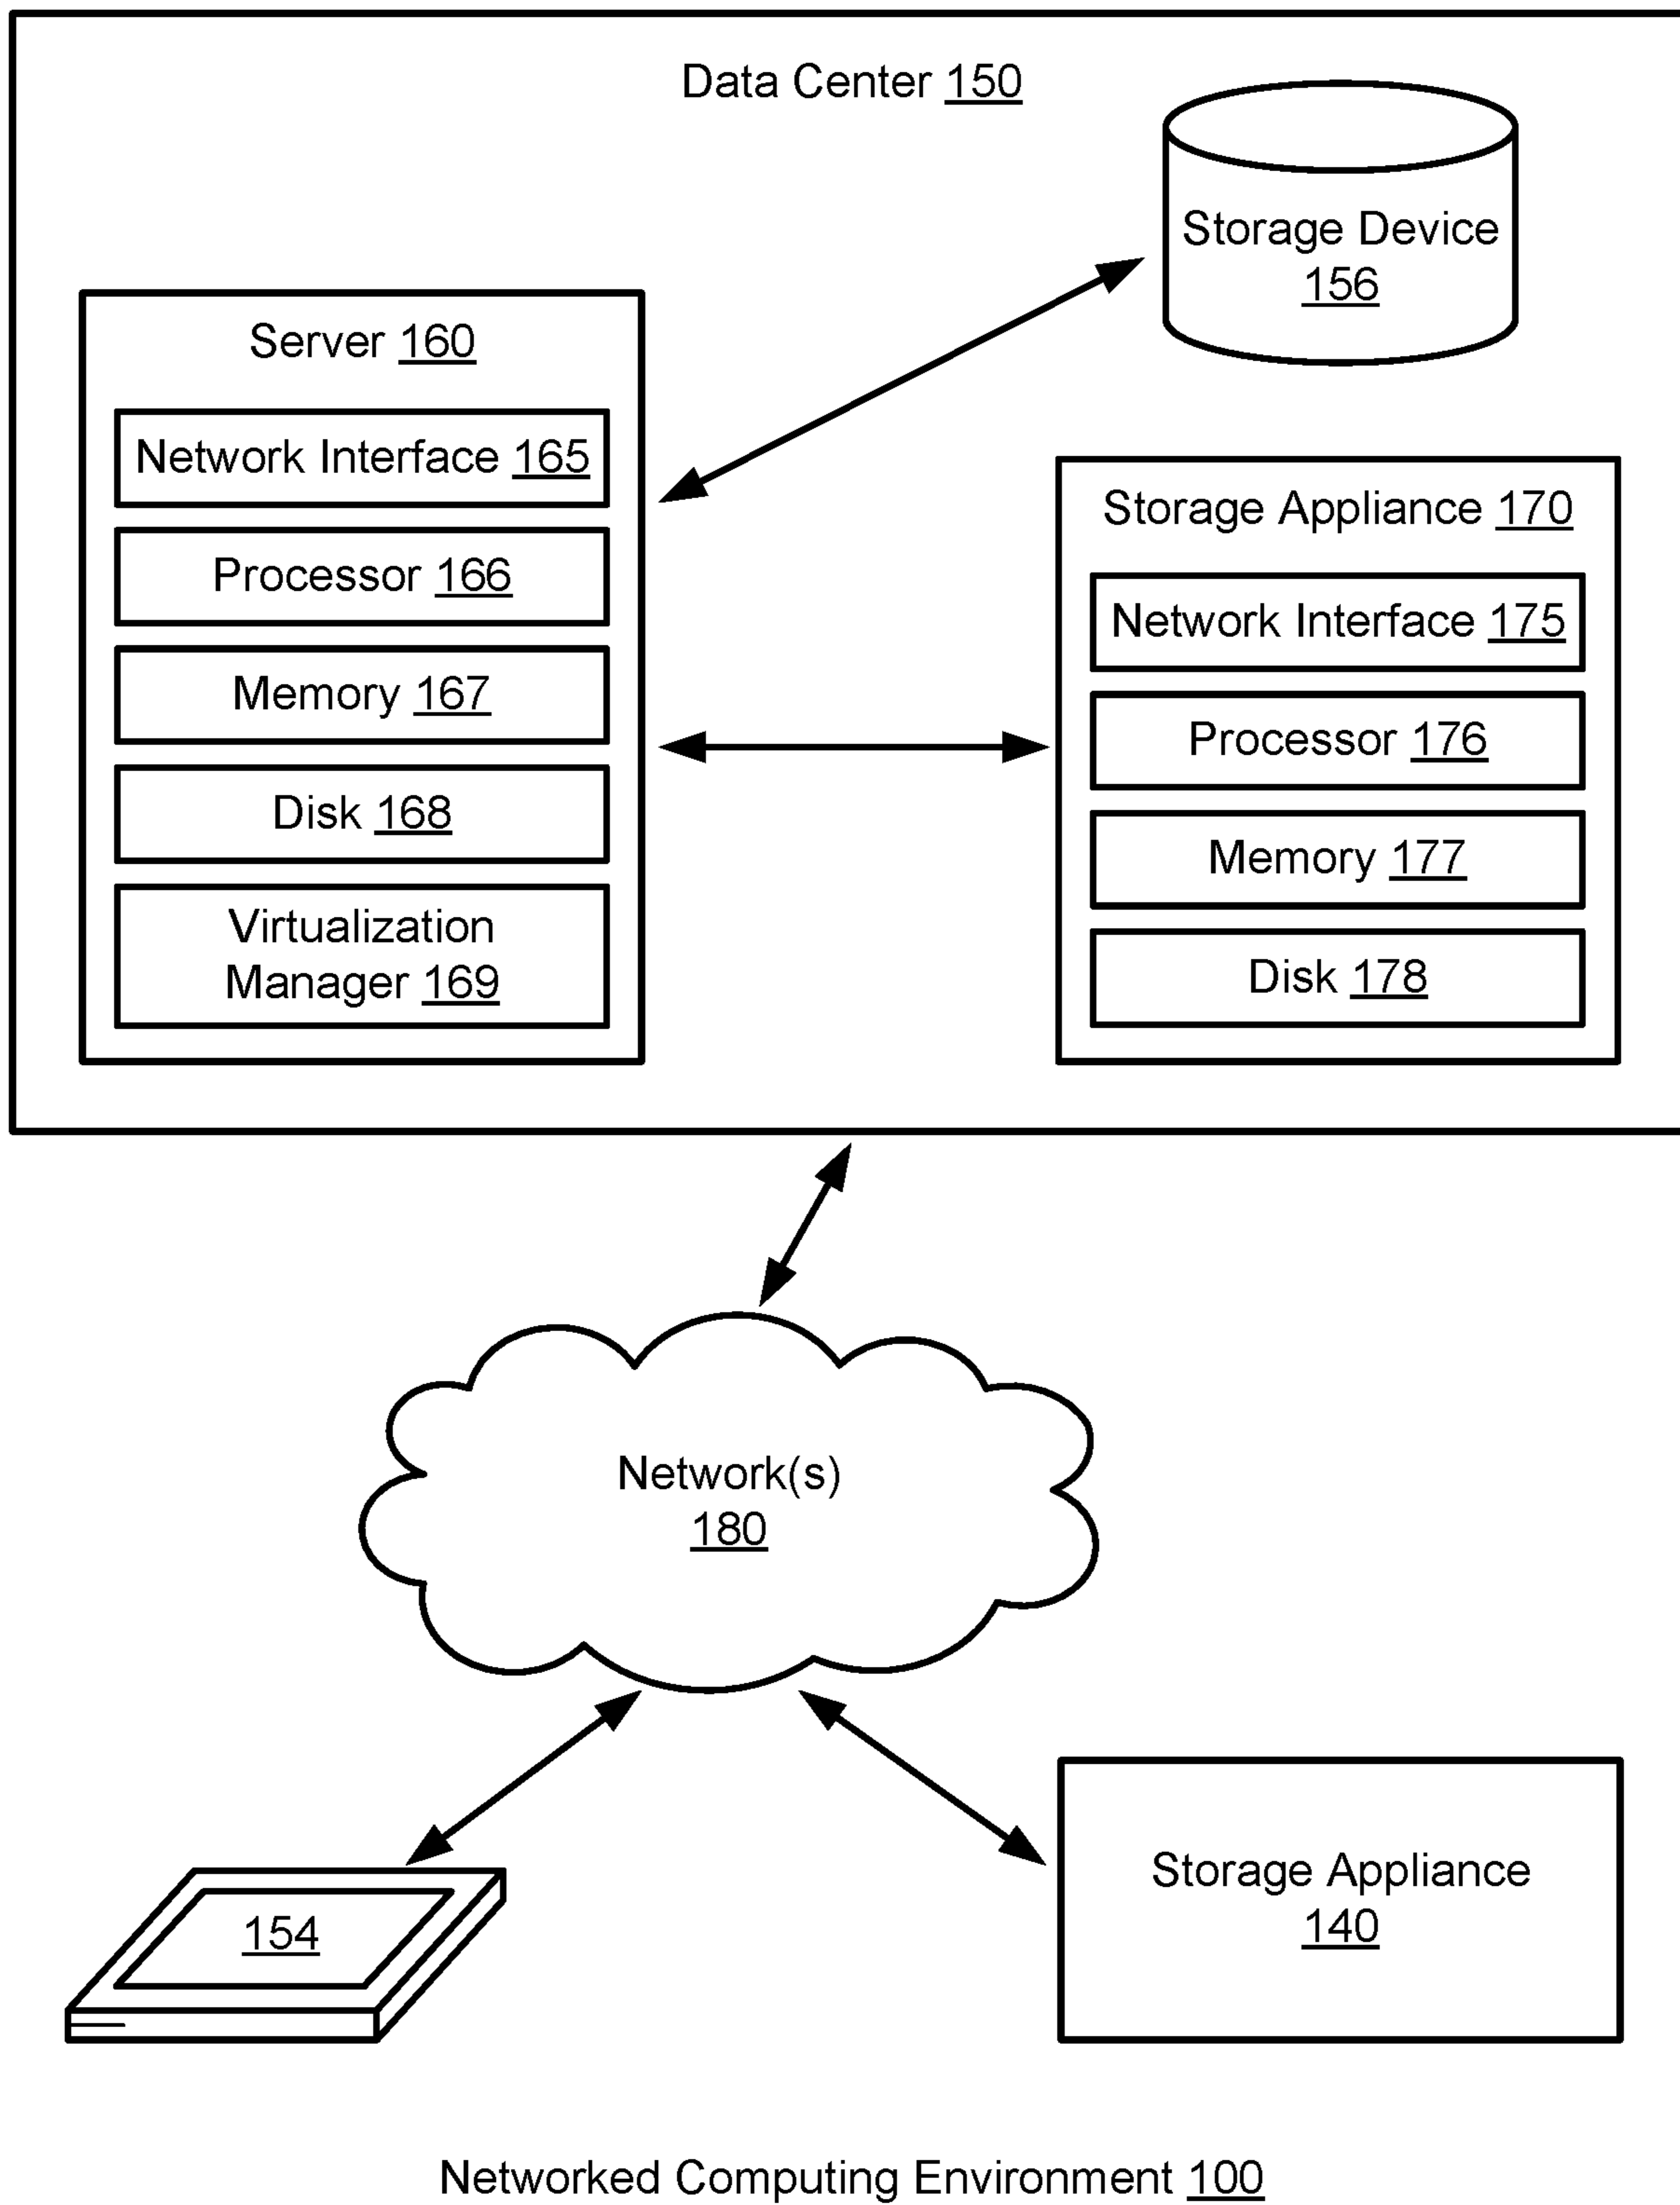 Data Center 150
Storage Device
156
Server 160
Network Interface 165
Processor 166
Memory 167
Disk 168
Virtualization
Manager 169
Storage Appliance 170
Network Interface 175
Processor 176
Memory 177
Disk 178
Network(s)
180
154
Storage Appliance
140
Networked Computing Environment 100